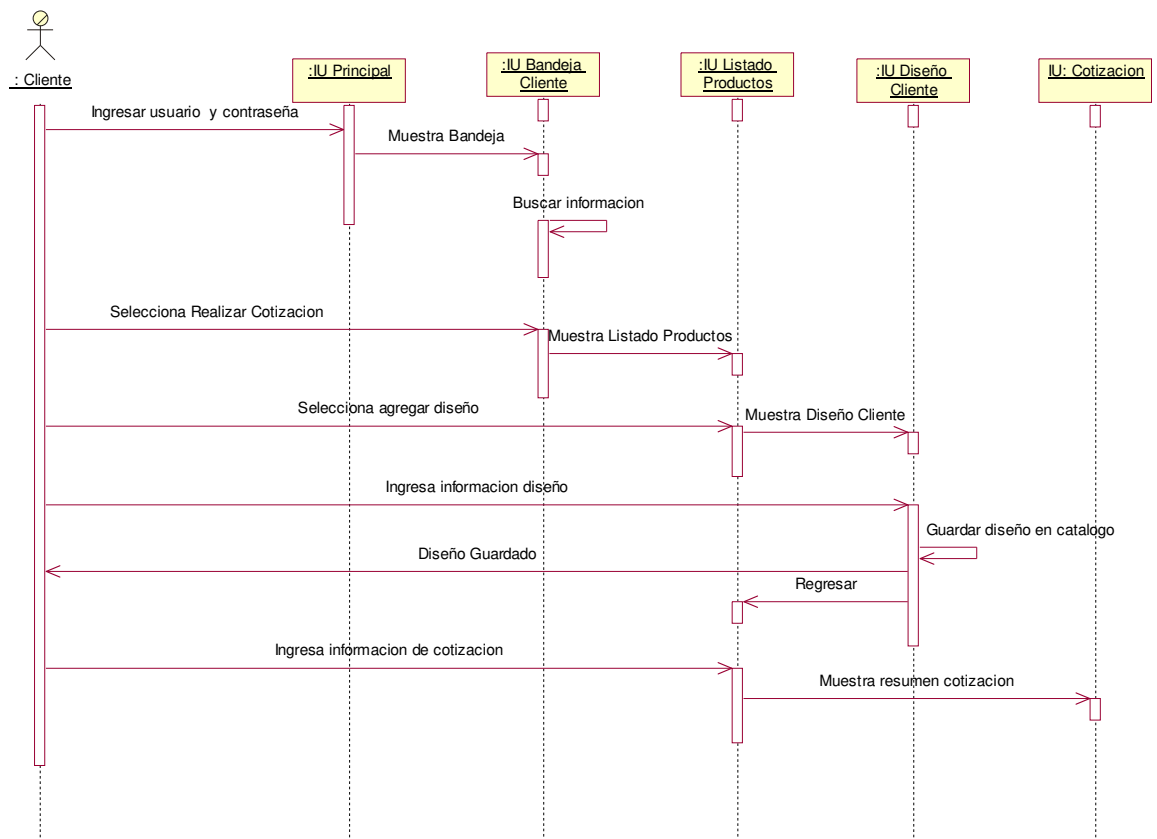 : Cliente
:IU Principal
:IU Bandeja
Cliente
:IU Listado
Productos
:IU Diseño
Cliente
IU: Cotizacion
Ingresar usuario y contraseña
Muestra Bandeja
Buscar informacion
Selecciona Realizar Cotizacion
Muestra Listado Productos
Selecciona agregar diseño
Muestra Diseño Cliente
Ingresa informacion diseño
Guardar diseño en catalogo
Diseño Guardado
Regresar
Ingresa informacion de cotizacion
Muestra resumen cotizacion